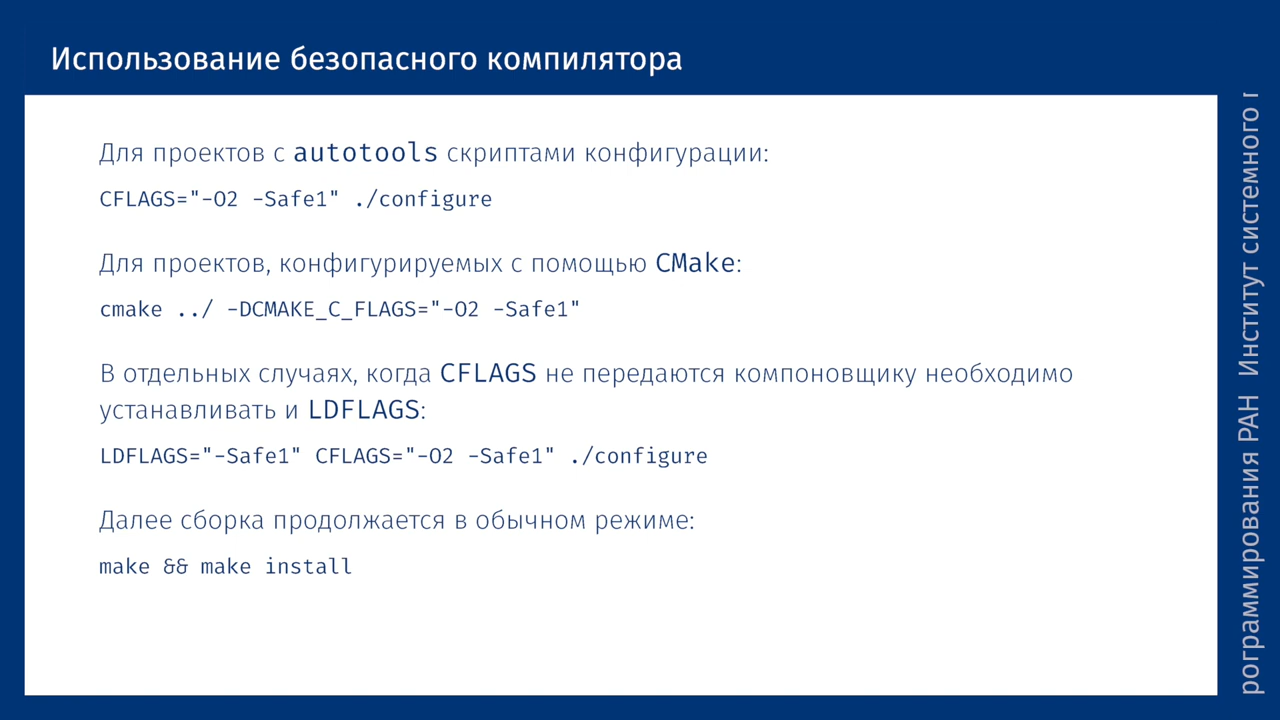 Использование безопасного компилятора
Для проектов с autotools скриптами конфигурации:
CFLAGS="-O2 -Safe1" ./configure
Для проектов, конфигурируемых с помощью CMake:
cmake ../ -DCMAKE_C_FLAGS="-O2 -Safe1"
В отдельных случаях, когда CFLAGS не передаются компоновщику необходимо
устанавливать и LDFLAGS:
LDFLAGS="-Safe1" CFLAGS="-O2 -Safe1" ./configure
Далее сборка продолжается в обычном режиме:
make && make install
рограммирования РАН Институт системного